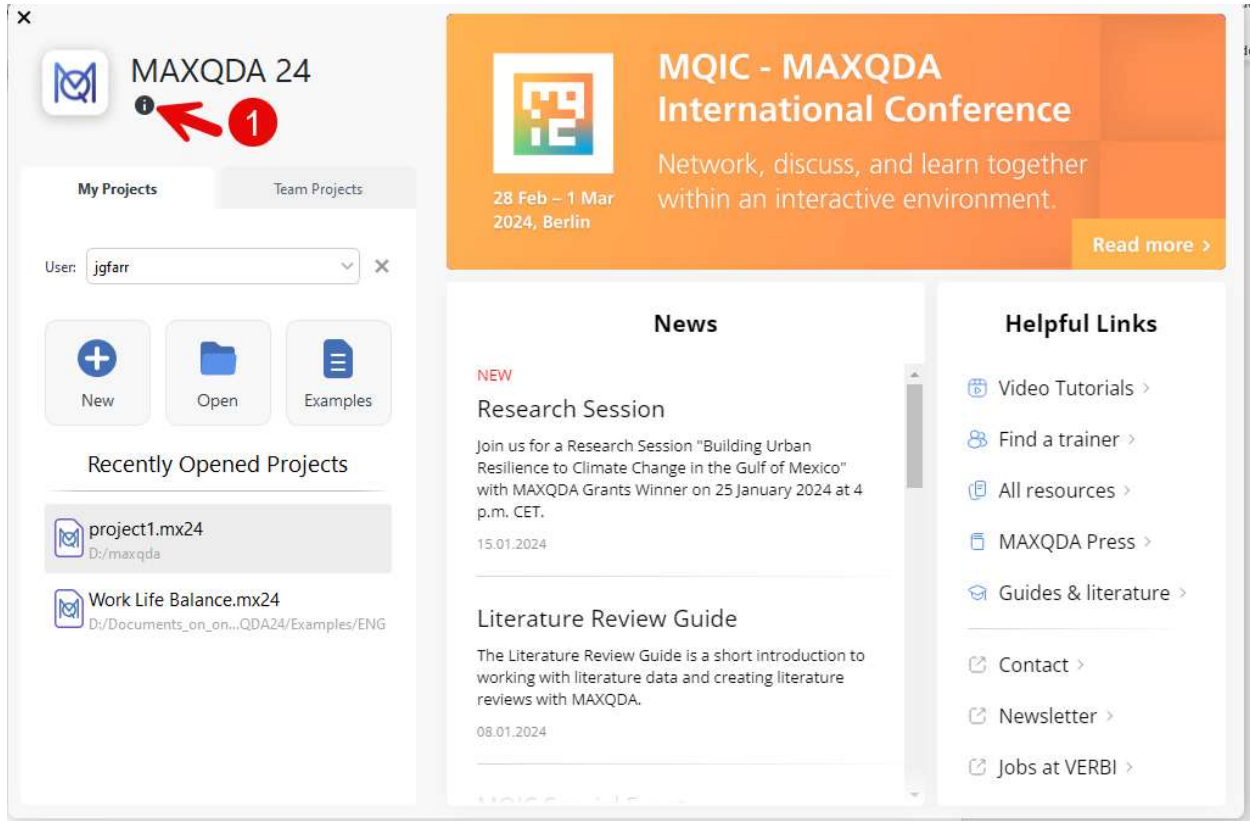 MAXQDA 24
1
My Projects
Team Projects
User:
jgfarr
New
Open
Examples
Recently Opened Projects
project1.mx24
D:/maxqda
Work Life Balance.mx24
D:/Documents_on_on...QDA24/Examples/ENG
28 Feb – 1 Mar
2024, Berlin
MQIC - MAXQDA
International Conference
Network, discuss, and learn together
within an interactive environment.
Read more >
News
NEW
Research Session
Join us for a Research Session "Building Urban
Resilience to Climate Change in the Gulf of Mexico"
with MAXQDA Grants Winner on 25 January 2024 at 4
p.m. CET.
15.01.2024
Literature Review Guide
The Literature Review Guide is a short introduction to
working with literature data and creating literature
reviews with MAXQDA.
08.01.2024
Helpful Links
Video Tutorials >
Find a trainer >
All resources >
MAXQDA Press >
Guides & literature >
Contact >
Newsletter >
Jobs at VERBI >